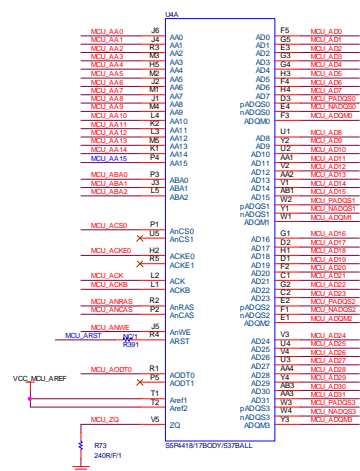 U4A
MCU_AA0 J6 AA0 AD0 F5 MCU_AD0
MCU_AA1 J4 AA1 AD1 G5 MCU_AD1
MCU_AA2 R3 AA2 AD2 E3 MCU_AD2
MCU_AA3 M3 AA3 AD3 G3 MCU_AD3
MCU_AA4 H5 AA4 AD4 G4 MCU_AD4
MCU_AA5 M2 AA5 AD5 H3 MCU_AD5
MCU_AA6 J2 AA6 AD6 F4 MCU_AD6
MCU_AA7 M1 AA7 AD7 H4 MCU_AD7
MCU_AA8 J1 AA8 pADQS0 D3 MCU_PADQS0
MCU_AA9 M4 AA9 nADQS0 E4 MCU_NADQS0
MCU_AA10 L4 AA10 ADQM0 F3 MCU_ADQM0
MCU_AA11 K2 AA11
MCU_AA12 L3 AA12 AD8 U1 MCU_AD8
MCU_AA13 M5 AA13 AD9 Y2 MCU_AD9
MCU_AA14 K1 AA14 AD10 U2 MCU_AD10
MCU_AA15 P4 AA15 AD11 AA1 MCU_AD11
AD12 V2 MCU_AD12
MCU_ABA0 P3 ABA0 AD13 AA2 MCU_AD13
MCU_ABA1 J3 ABA1 AD14 V1 MCU_AD14
MCU_ABA2 L5 ABA2 AD15 AB1 MCU_AD15
pADQS1 W2 MCU_PADQS1
nADQS1 Y1 MCU_NADQS1
ADQM1 W1 MCU_ADQM1
MCU_ACS0 P1 AnCS0
U5 AnCS1 AD16 G1 MCU_AD16
AD17 D2 MCU_AD17
MCU_ACKE0 H2 ACKE0 AD18 H1 MCU_AD18
R5 ACKE1 AD19 D1 MCU_AD19
AD20 F2 MCU_AD20
MCU_ACK L2 ACK AD21 C1 MCU_AD21
MCU_ACKB L1 ACKB AD22 G2 MCU_AD22
AD23 C2 MCU_AD23
MCU_ANRAS R2 AnRAS pADQS2 E2 MCU_PADQS2
MCU_ANCAS P2 AnCAS nADQS2 F1 MCU_NADQS2
ADQM2 E1 MCU_ADQM2
MCU_ANWE J5 AnWE
MCU_ARST NC/1 R391 R4 ARST AD24 V3 MCU_AD24
AD25 U4 MCU_AD25
AD26 V4 MCU_AD26
AD27 U3 MCU_AD27
MCU_AODT0 R1 AODT0 AD28 AA4 MCU_AD28
P5 AODT1 AD29 Y4 MCU_AD29
VCC_MCU_AREF AD30 AB3 MCU_AD30
T1 Aref1 AD31 AA3 MCU_AD31
T2 Aref2 pADQS3 W3 MCU_PADQS3
nADQS3 W4 MCU_NADQS3
MCU_ZQ V5 ZQ ADQM3 Y3 MCU_ADQM3
S5P4418/17BODY/537BALL
R73
240R/F/1